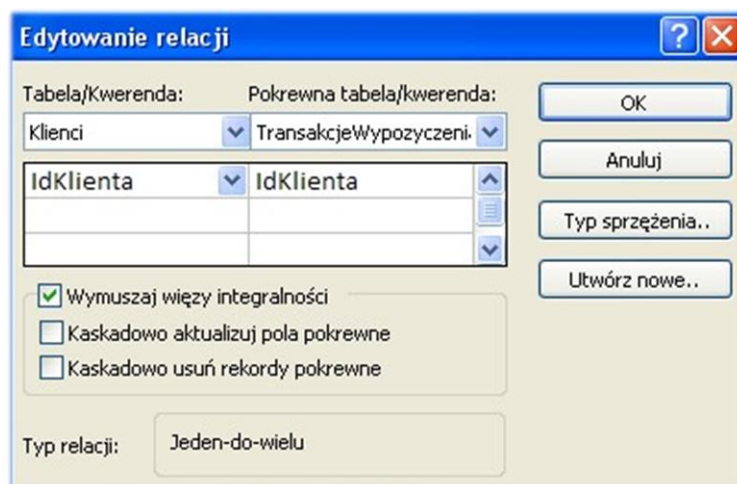 Edytowanie relacji
Tabela/Kwerenda: Pokrewna tabela/kwerenda:
Klienci TransakcjeWypozyczeni
IdKlienta IdKlienta
OK
Anuluj
Typ sprzężenia..
Utwórz nowe..
Wymuszaj więzy integralności
Kaskadowo aktualizuj pola pokrewne
Kaskadowo usuń rekordy pokrewne
Typ relacji: Jeden-do-wielu